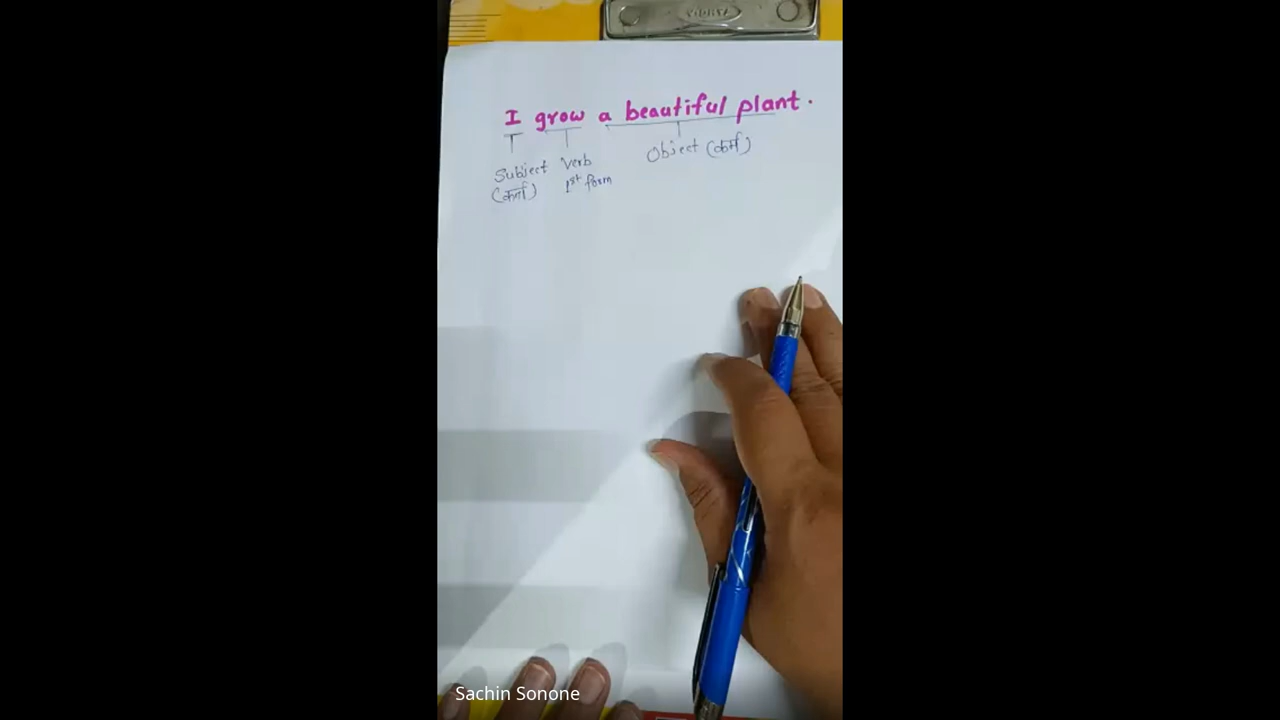 I grow a beautiful plant.
Subject Verb Object (कर्म)
(कर्ता) 1st form
Sachin Sonone